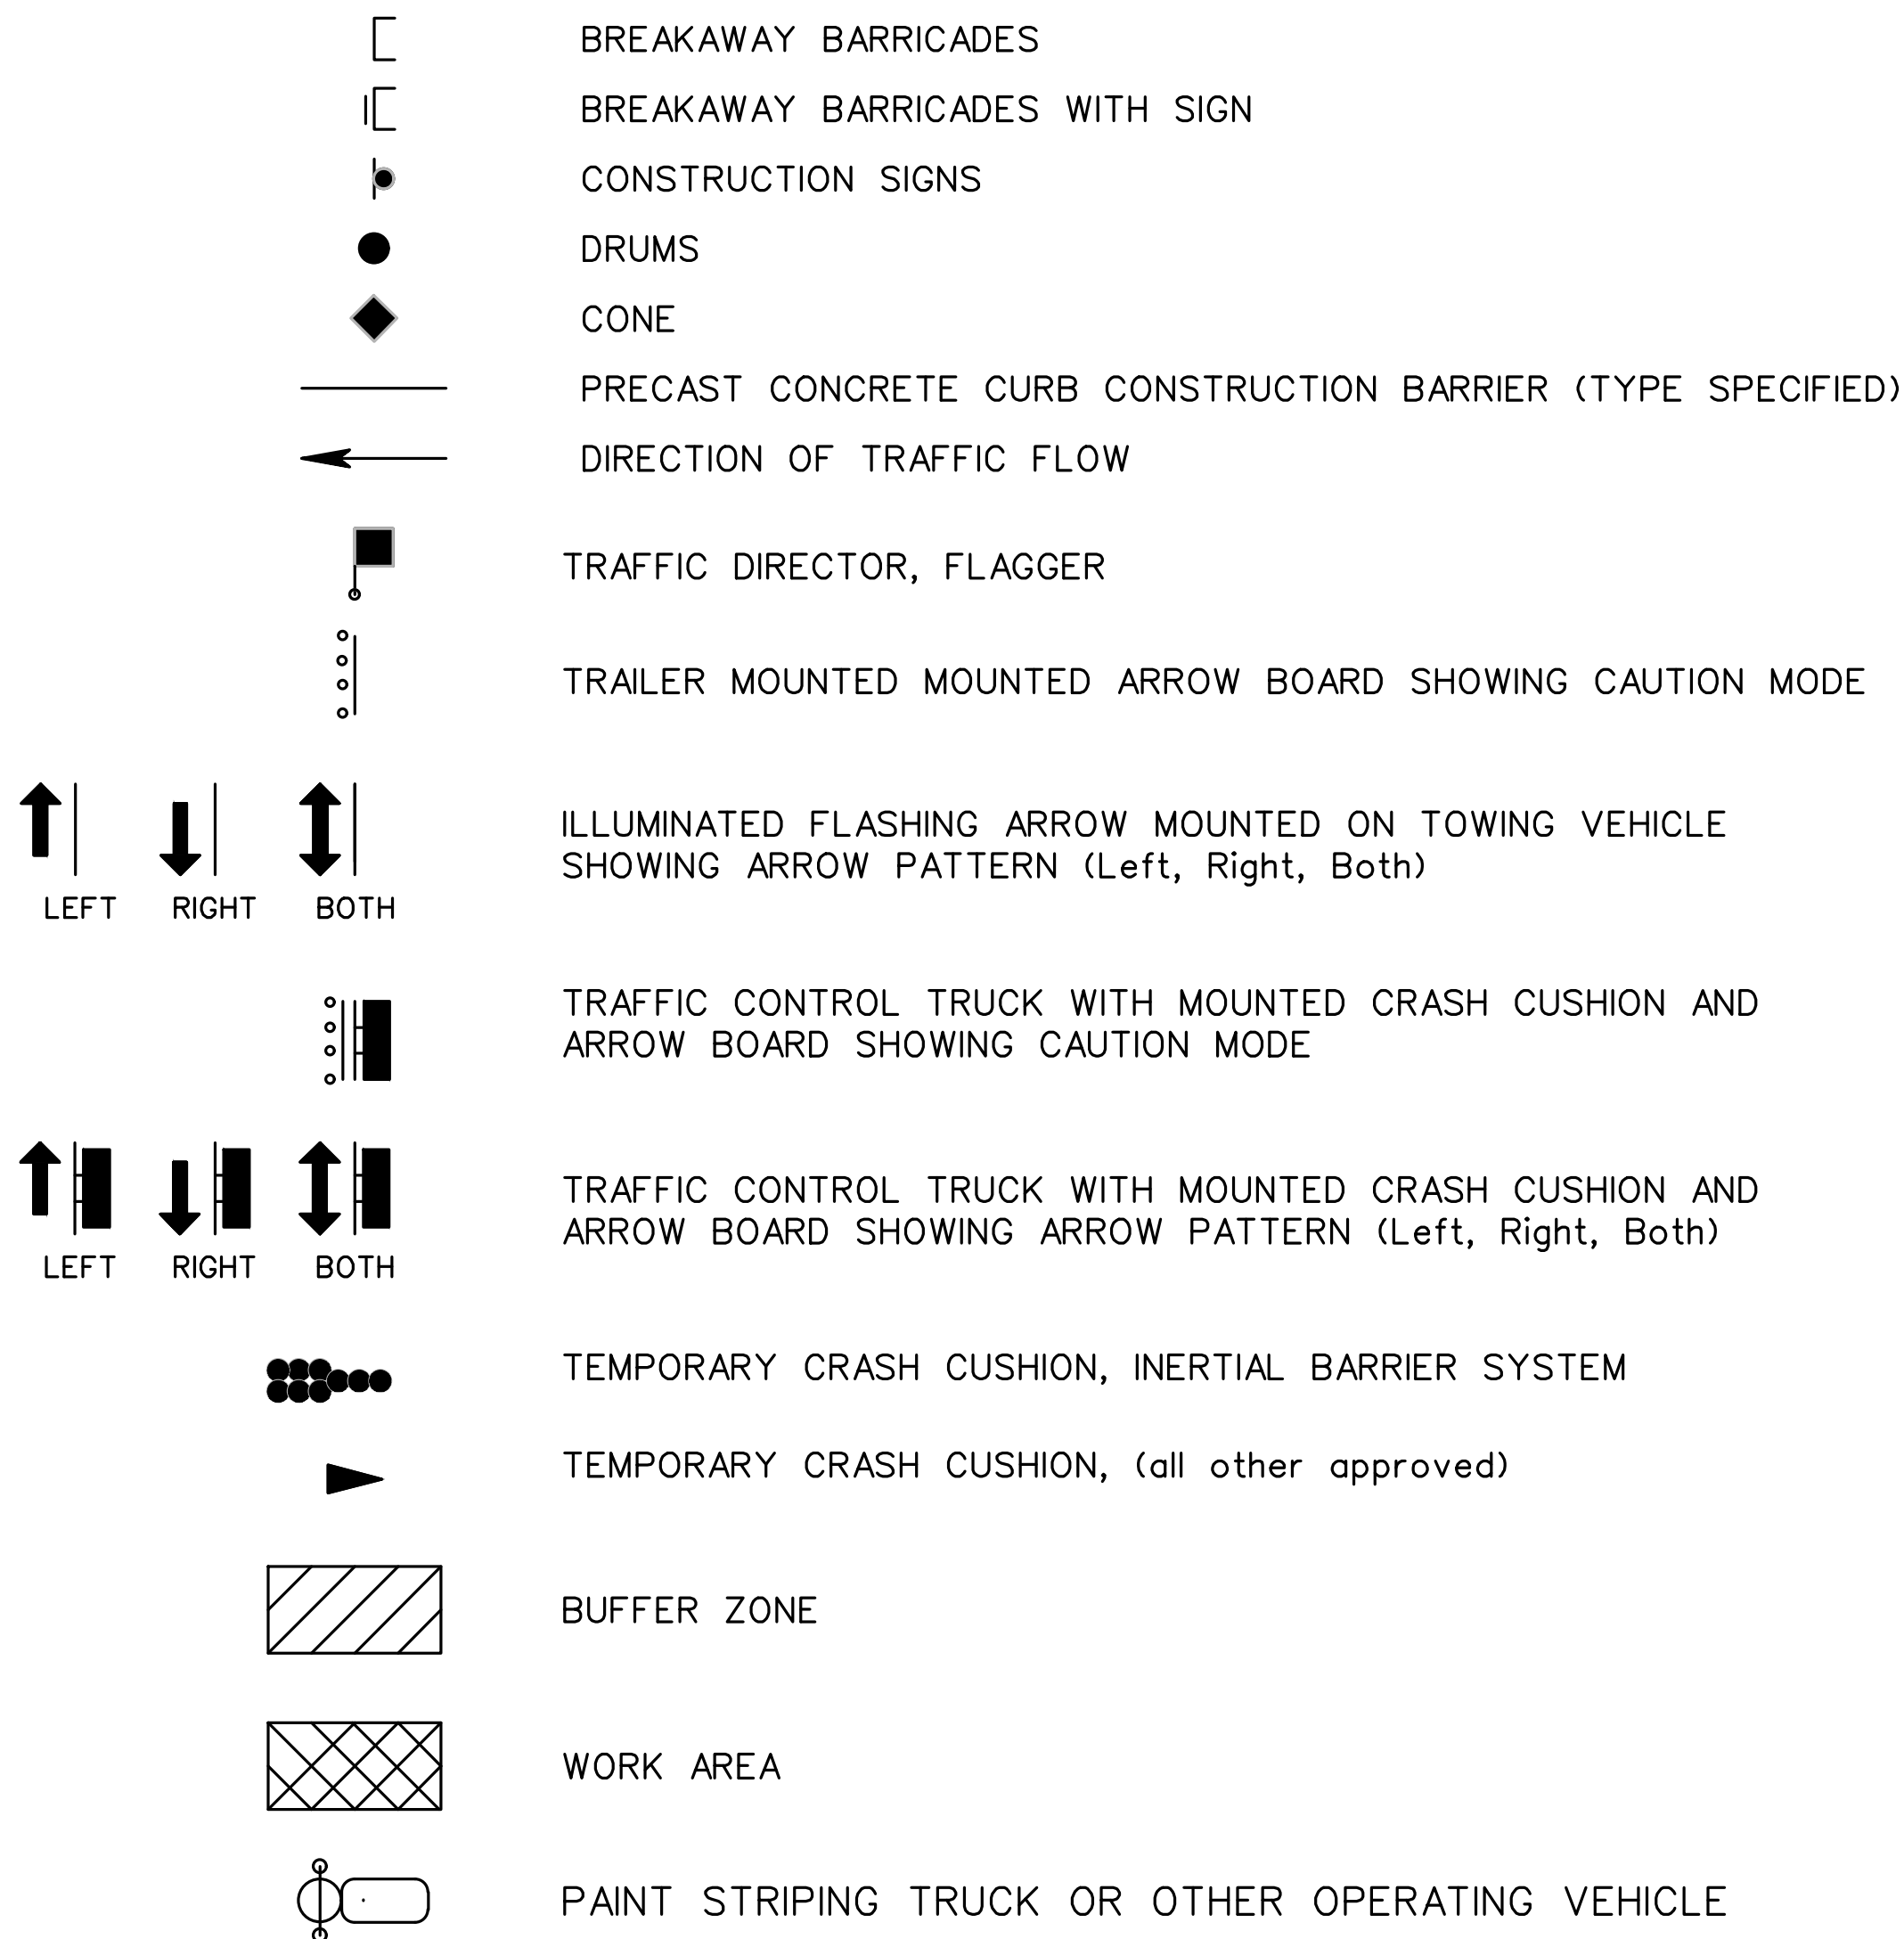 BREAKAWAY BARRICADES
BREAKAWAY BARRICADES WITH SIGN
CONSTRUCTION SIGNS
DRUMS
CONE
PRECAST CONCRETE CURB CONSTRUCTION BARRIER (TYPE SPECIFIED)
DIRECTION OF TRAFFIC FLOW
TRAFFIC DIRECTOR, FLAGGER
TRAILER MOUNTED MOUNTED ARROW BOARD SHOWING CAUTION MODE
ILLUMINATED FLASHING ARROW MOUNTED ON TOWING VEHICLE
SHOWING ARROW PATTERN (Left, Right, Both)
LEFT RIGHT BOTH
TRAFFIC CONTROL TRUCK WITH MOUNTED CRASH CUSHION AND
ARROW BOARD SHOWING CAUTION MODE
TRAFFIC CONTROL TRUCK WITH MOUNTED CRASH CUSHION AND
ARROW BOARD SHOWING ARROW PATTERN (Left, Right, Both)
LEFT RIGHT BOTH
TEMPORARY CRASH CUSHION, INERTIAL BARRIER SYSTEM
TEMPORARY CRASH CUSHION, (all other approved)
BUFFER ZONE
WORK AREA
PAINT STRIPING TRUCK OR OTHER OPERATING VEHICLE